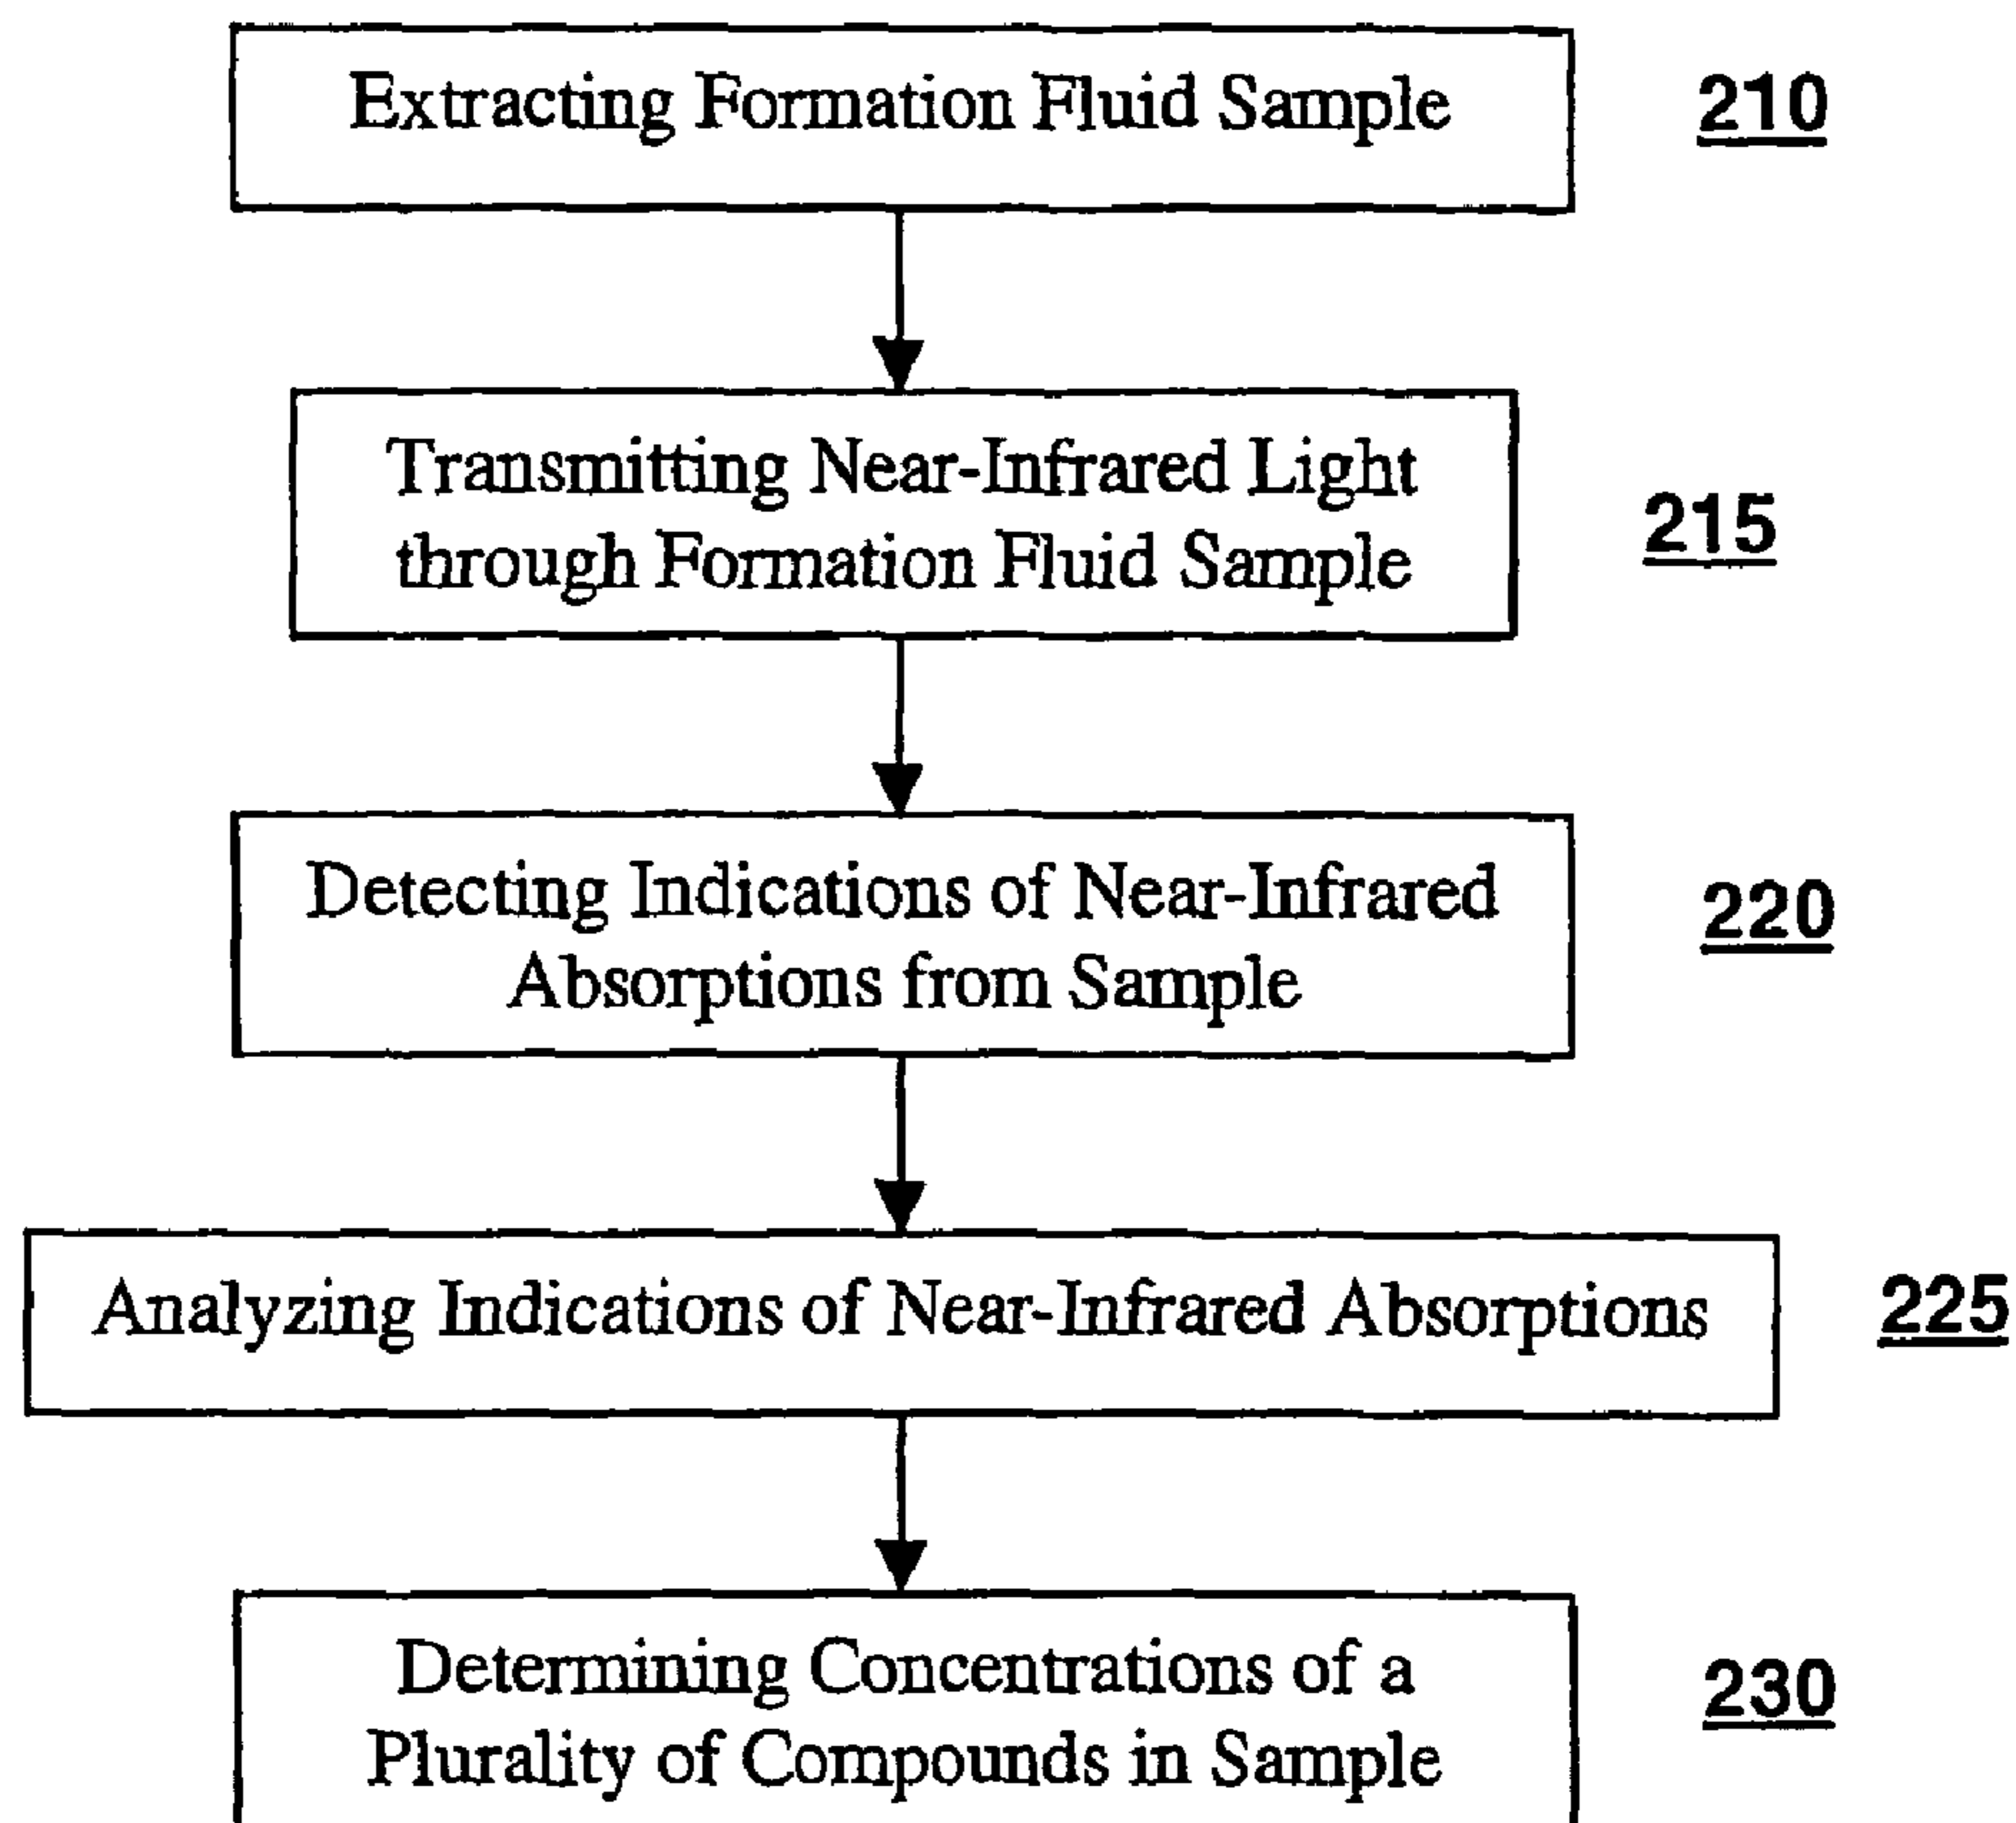 Extracting Formation Fluid Sample
210
Transmitting Near-Infrared Light
through Formation Fluid Sample
215
Detecting Indications of Near-Infrared
Absorptions from Sample
220
Analyzing Indications of Near-Infrared Absorptions
225
Determining Concentrations of a
Plurality of Compounds in Sample
230